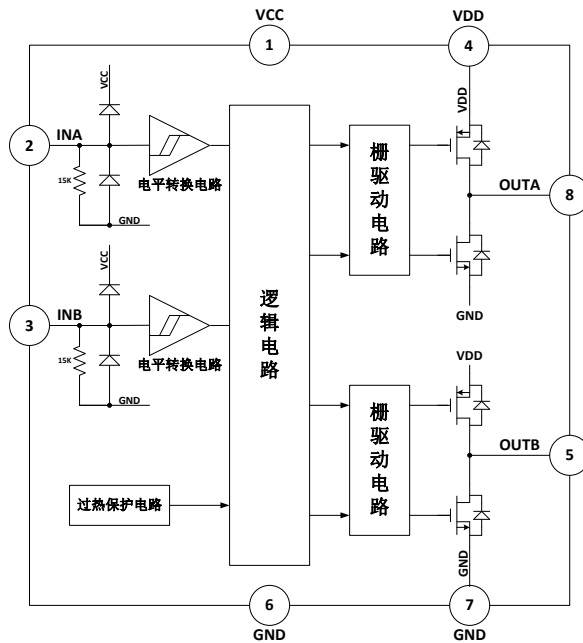 VCC
1
VDD
4
VCC
VDD
2
INA
15K
GND
电平转换电路
栅驱动电路
OUTA
8
GND
VCC
3
INB
15K
GND
电平转换电路
逻辑电路
VDD
栅驱动电路
OUTB
5
过热保护电路
GND
6
GND
7
GND